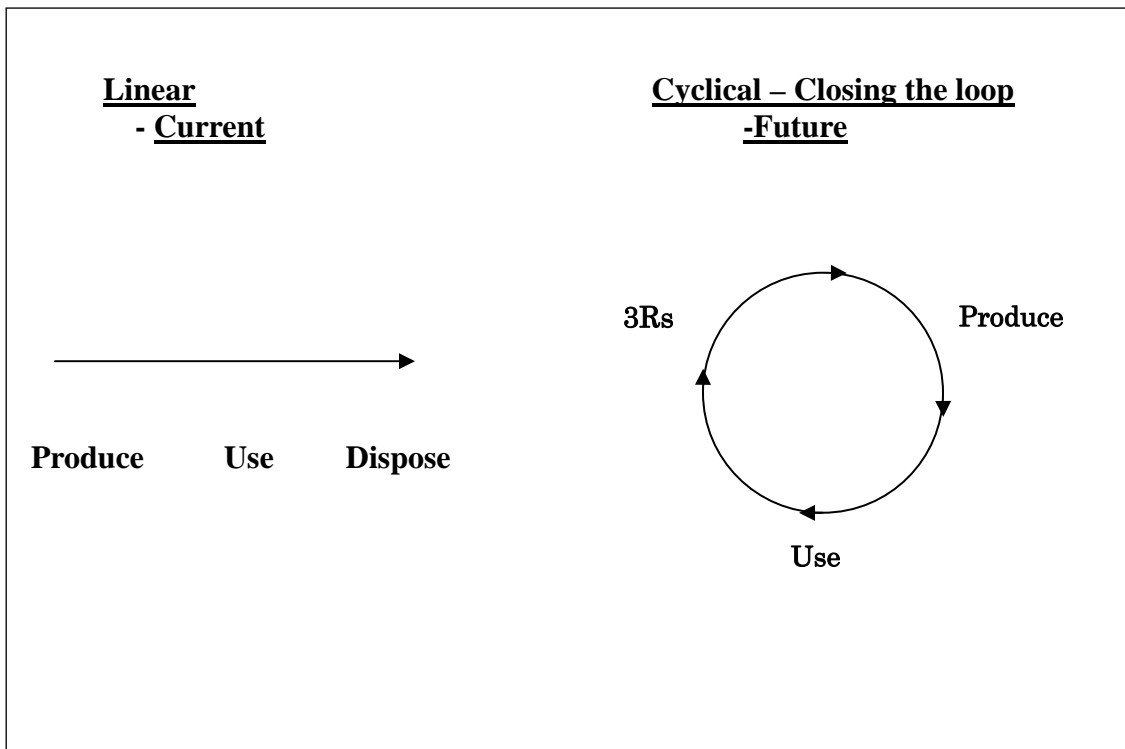 Linear
- Current
Produce Use Dispose
Cyclical – Closing the loop
-Future
3Rs
Produce
Use